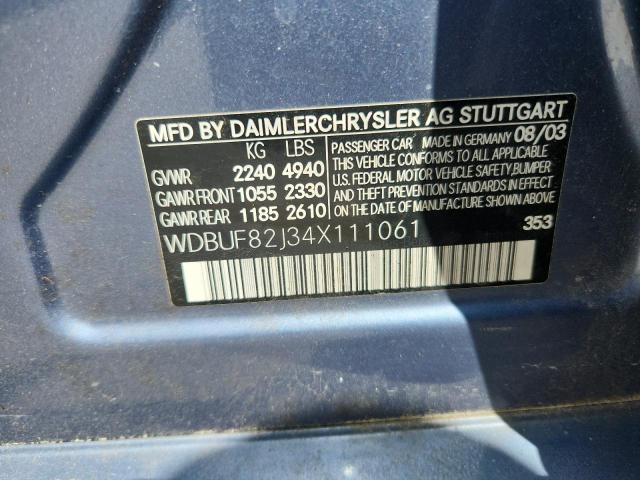 MFD BY DAIMLERCHRYSLER AG STUTTGART
KG LBS
GVWR 2240 4940
GAWR FRONT 1055 2330
GAWR REAR 1185 2610
PASSENGER CAR MADE IN GERMANY 08/03
THIS VEHICLE CONFORMS TO ALL APPLICABLE
U.S. FEDERAL MOTOR VEHICLE SAFETY,BUMPER
AND THEFT PREVENTION STANDARDS IN EFFECT
ON THE DATE OF MANUFACTURE SHOWN ABOVE.
WDBUF82J34X111061 353